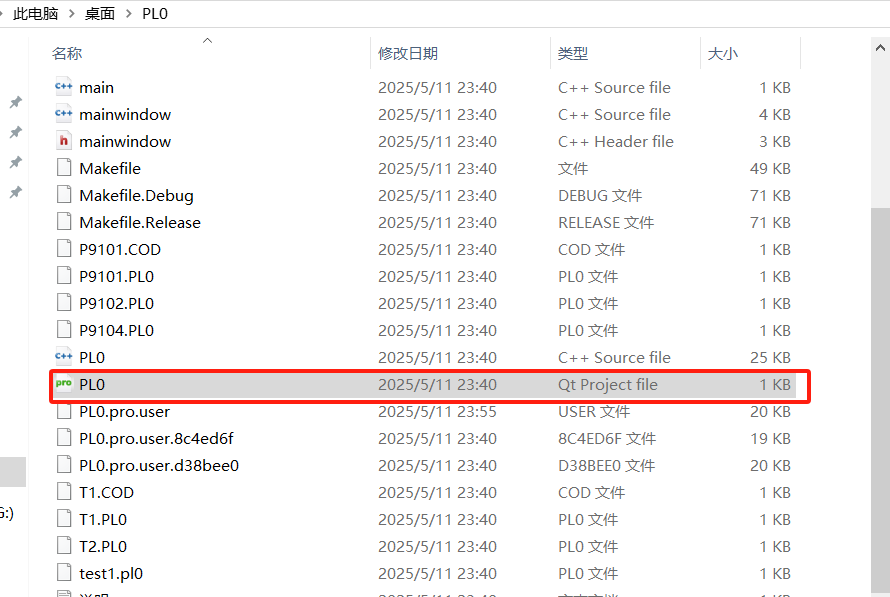 此电脑 > 桌面 > PL0
名称 修改日期 类型 大小
c++ main 2025/5/11 23:40 C++ Source file 1 KB
c++ mainwindow 2025/5/11 23:40 C++ Source file 4 KB
h mainwindow 2025/5/11 23:40 C++ Header file 3 KB
Makefile 2025/5/11 23:40 文件 49 KB
Makefile.Debug 2025/5/11 23:40 DEBUG 文件 71 KB
Makefile.Release 2025/5/11 23:40 RELEASE 文件 71 KB
P9101.COD 2025/5/11 23:40 COD 文件 1 KB
P9101.PL0 2025/5/11 23:40 PL0 文件 1 KB
P9102.PL0 2025/5/11 23:40 PL0 文件 1 KB
P9104.PL0 2025/5/11 23:40 PL0 文件 1 KB
c++ PL0 2025/5/11 23:40 C++ Source file 25 KB
pro PL0 2025/5/11 23:40 Qt Project file 1 KB
PL0.pro.user 2025/5/11 23:55 USER 文件 20 KB
PL0.pro.user.8c4ed6f 2025/5/11 23:40 8C4ED6F 文件 19 KB
PL0.pro.user.d38bee0 2025/5/11 23:40 D38BEE0 文件 20 KB
T1.COD 2025/5/11 23:40 COD 文件 1 KB
G:)
T1.PL0 2025/5/11 23:40 PL0 文件 1 KB
T2.PL0 2025/5/11 23:40 PL0 文件 1 KB
test1.pl0 2025/5/11 23:40 PL0 文件 1 KB